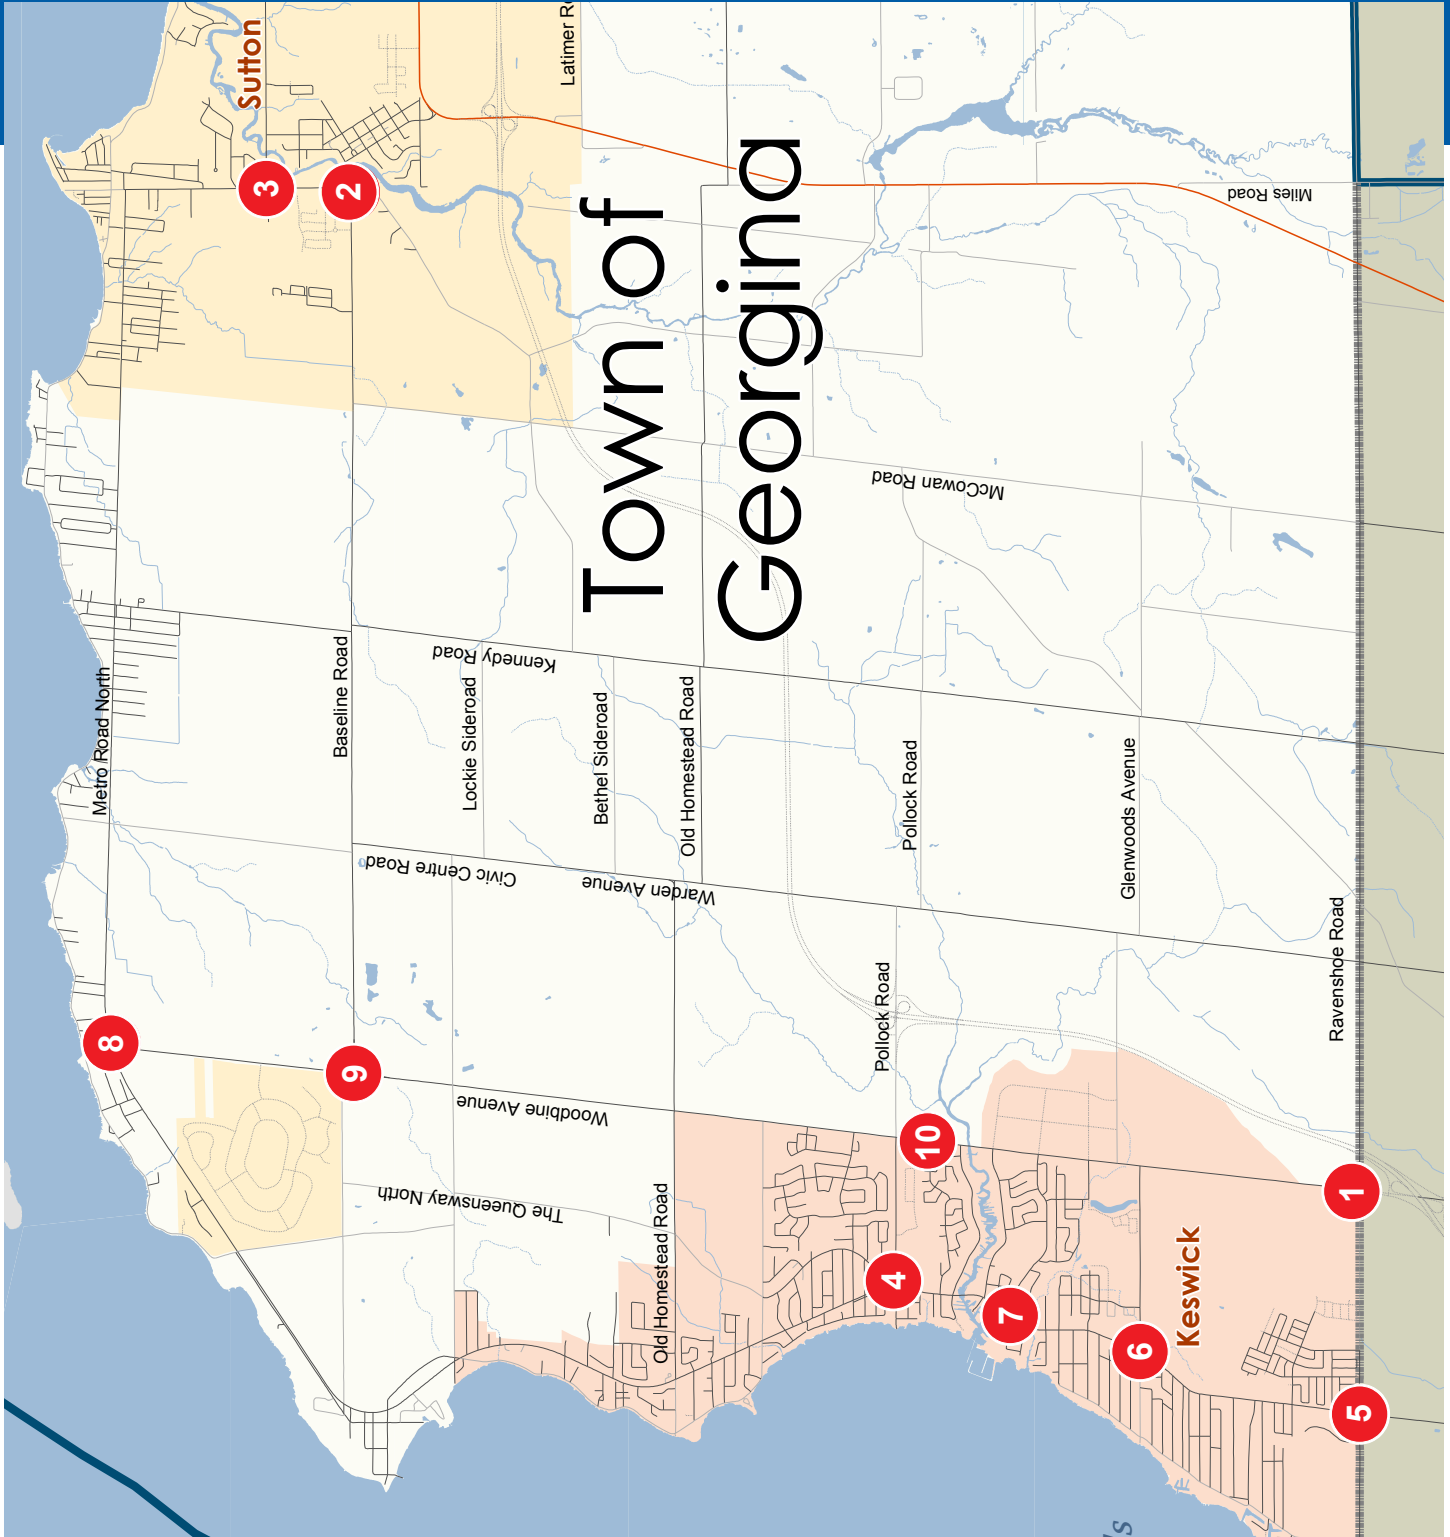 Sutton
Latimer R
3
2
Miles Road
Town of
Georgina
McCowan Road
Metro Road North
Baseline Road
Kennedy Road
Lockie Sideroad
Bethel Sideroad
Old Homestead Road
Pollock Road
Glenwoods Avenue
Civic Centre Road
Warden Avenue
Ravenshoe Road
Pollock Road
8
9
Woodbine Avenue
The Queensway North
Old Homestead Road
10
1
4
7
6
Keswick
5